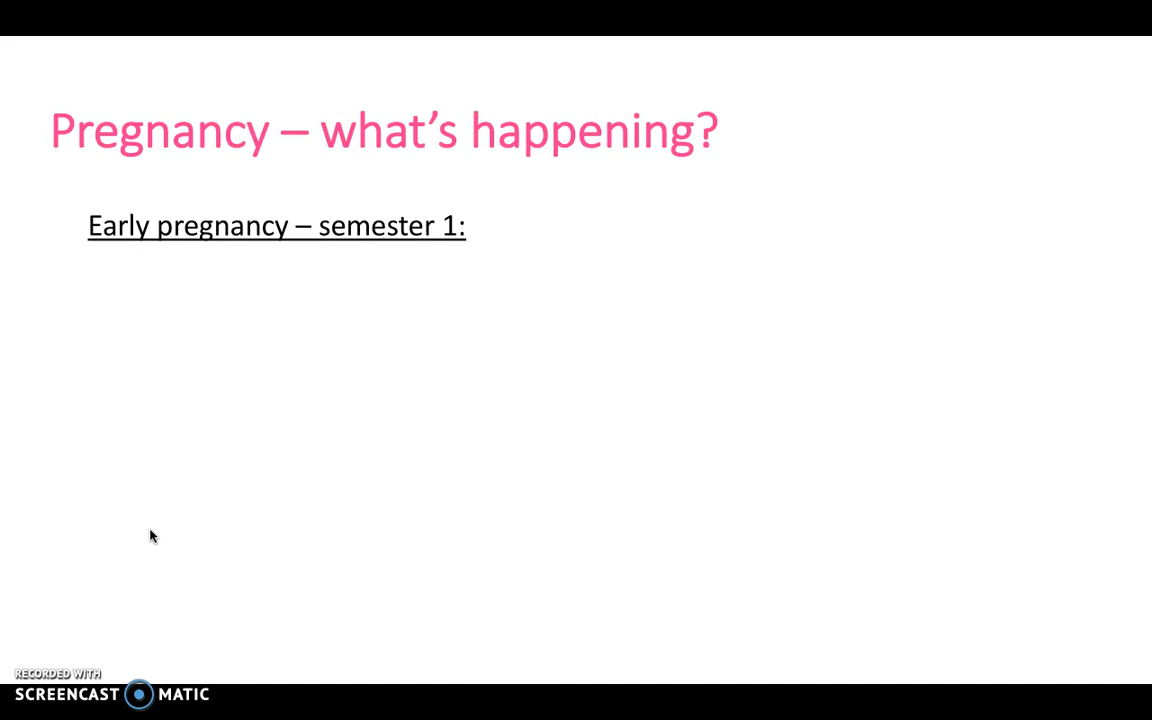 Pregnancy – what’s happening?
Early pregnancy – semester 1:
RECORDED WITH
SCREENCAST MATIC